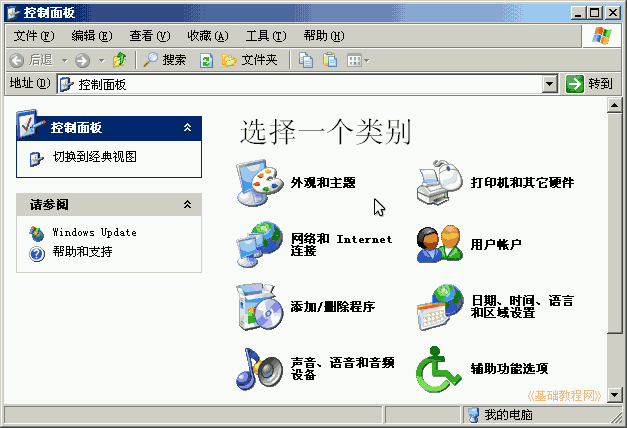 控制面板
文件(F) 编辑(E) 查看(V) 收藏(A) 工具(T) 帮助(H)
后退 搜索 文件夹
地址(D) 控制面板 转到
控制面板
切换到经典视图
请参阅
Windows Update
帮助和支持
选择一个类别
外观和主题
打印机和其它硬件
网络和 Internet
连接
用户帐户
添加/删除程序
日期、时间、语言
和区域设置
声音、语音和音频
设备
辅助功能选项
《基础教程网》
我的电脑